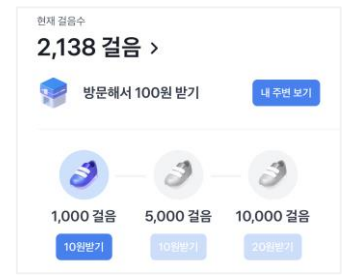 현재 걸음수
2,138 걸음 >
방문해서 100원 받기
내 주변 보기
1,000 걸음 5,000 걸음 10,000 걸음
10원받기 10원받기 20원받기